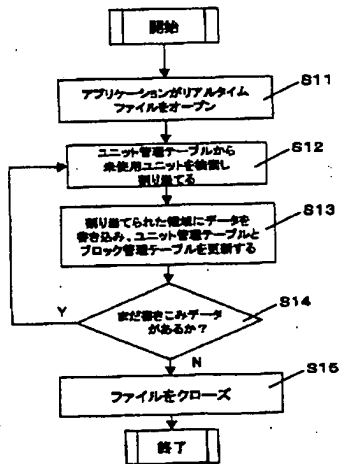 開始
アプリケーションがリアルタイム
ファイルをオープン
S11
ユニット管理テーブルから
未使用ユニットを検索し
割り当てる
S12
割り当てられた領域にデータを
書き込み、ユニット管理テーブルと
ブロック管理テーブルを更新する
S13
まだ書きこみデータ
があるか?
S14
Y
N
ファイルをクローズ
S15
終了